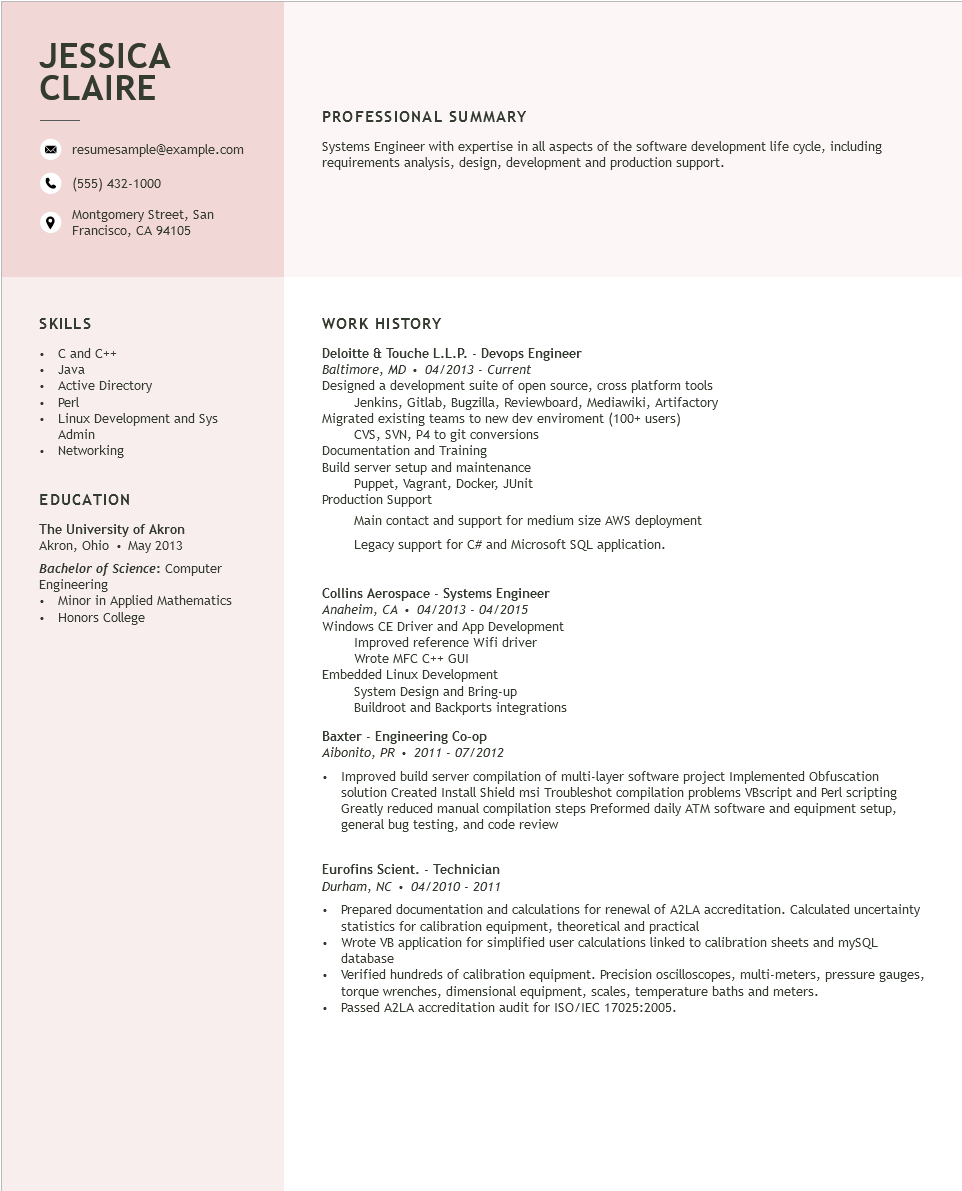 JESSICA
CLAIRE
resumesample@example.com
(555) 432-1000
Montgomery Street, San
Francisco, CA 94105
PROFESSIONAL SUMMARY
Systems Engineer with expertise in all aspects of the software development life cycle, including
requirements analysis, design, development and production support.
SKILLS
• C and C++
• Java
• Active Directory
• Perl
• Linux Development and Sys
Admin
• Networking
EDUCATION
The University of Akron
Akron, Ohio • May 2013
Bachelor of Science: Computer
Engineering
• Minor in Applied Mathematics
• Honors College
WORK HISTORY
Deloitte & Touche L.L.P. - Devops Engineer
Baltimore, MD • 04/2013 - Current
Designed a development suite of open source, cross platform tools
Jenkins, Gitlab, Bugzilla, Reviewboard, Mediawiki, Artifactory
Migrated existing teams to new dev enviroment (100+ users)
CVS, SVN, P4 to git conversions
Documentation and Training
Build server setup and maintenance
Puppet, Vagrant, Docker, JUnit
Production Support
Main contact and support for medium size AWS deployment
Legacy support for C# and Microsoft SQL application.
Collins Aerospace - Systems Engineer
Anaheim, CA • 04/2013 - 04/2015
Windows CE Driver and App Development
Improved reference Wifi driver
Wrote MFC C++ GUI
Embedded Linux Development
System Design and Bring-up
Buildroot and Backports integrations
Baxter - Engineering Co-op
Aibonito, PR • 2011 - 07/2012
• Improved build server compilation of multi-layer software project Implemented Obfuscation
solution Created Install Shield msi Troubleshot compilation problems VBscript and Perl scripting
Greatly reduced manual compilation steps Preformed daily ATM software and equipment setup,
general bug testing, and code review
Eurofins Scient. - Technician
Durham, NC • 04/2010 - 2011
• Prepared documentation and calculations for renewal of A2LA accreditation. Calculated uncertainty
statistics for calibration equipment, theoretical and practical
• Wrote VB application for simplified user calculations linked to calibration sheets and mySQL
database
• Verified hundreds of calibration equipment. Precision oscilloscopes, multi-meters, pressure gauges,
torque wrenches, dimensional equipment, scales, temperature baths and meters.
• Passed A2LA accreditation audit for ISO/IEC 17025:2005.